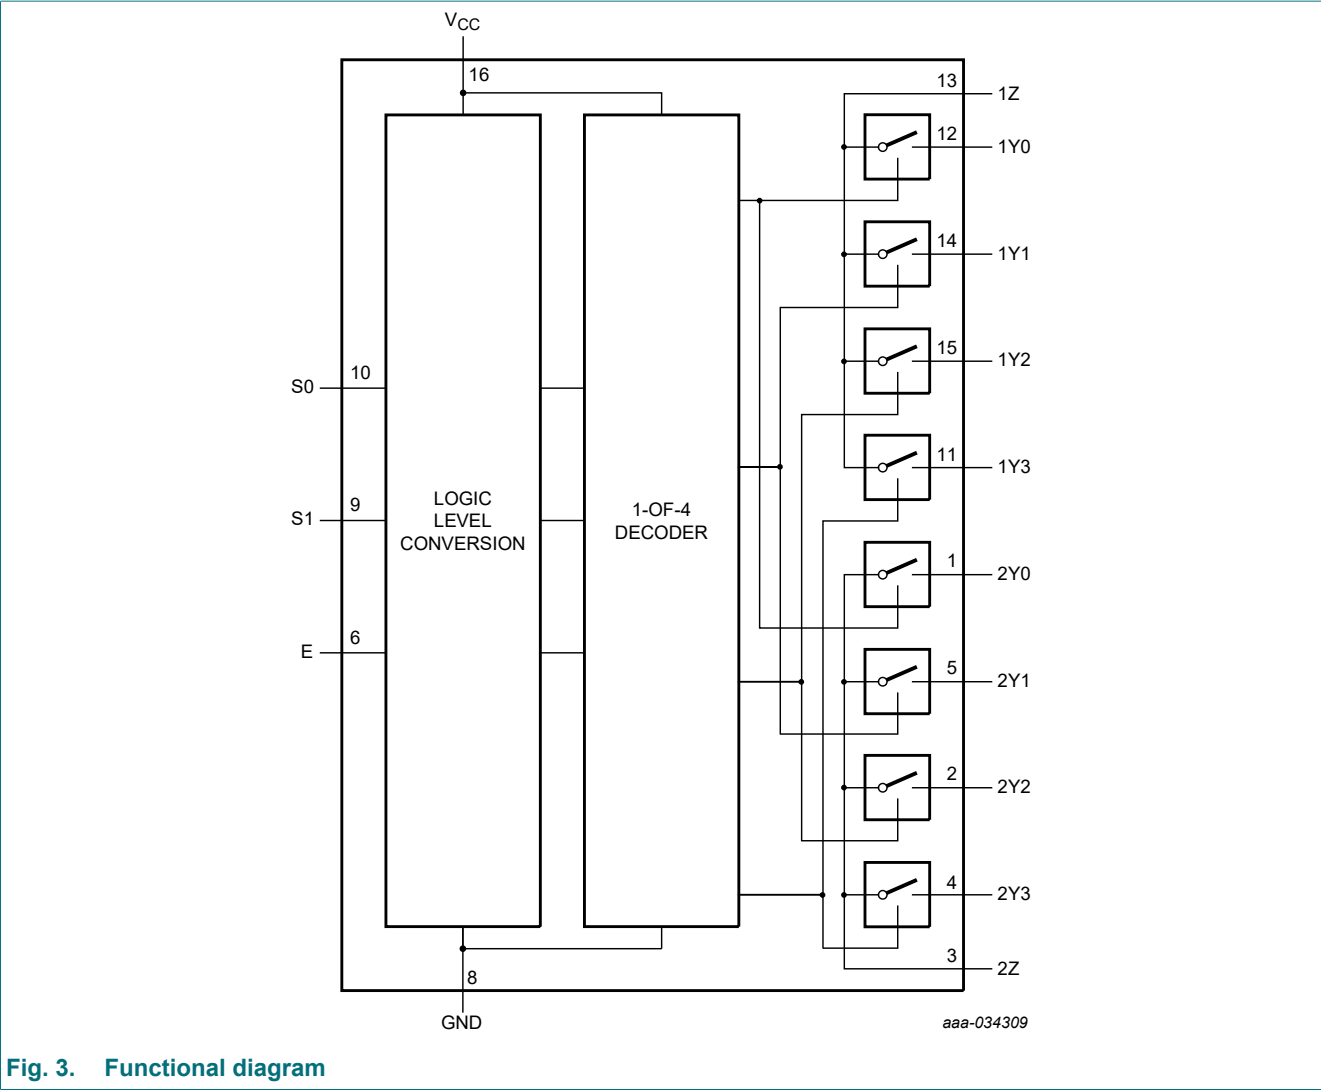 VCC
16
13
1Z
12
1Y0
14
1Y1
15
1Y2
11
1Y3
S0
10
S1
9
E
6
LOGIC
LEVEL
CONVERSION
1-OF-4
DECODER
1
2Y0
5
2Y1
2
2Y2
4
2Y3
3
2Z
8
GND
aaa-034309
Fig. 3. Functional diagram